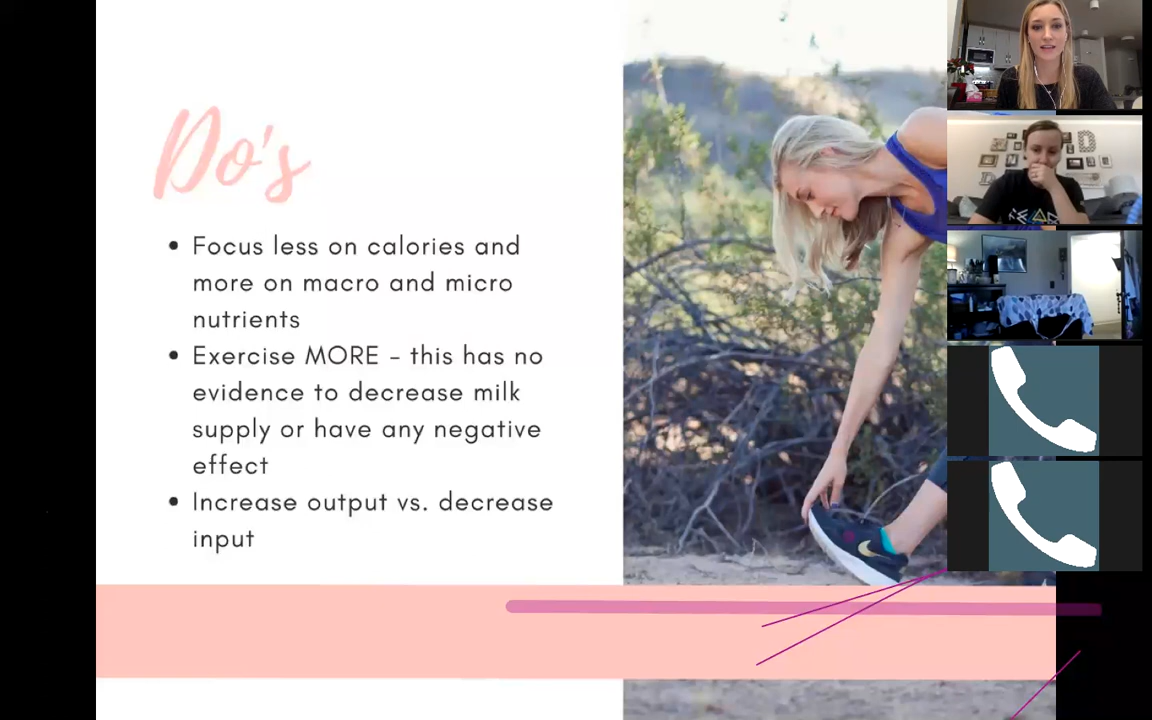 Do's
• Focus less on calories and
more on macro and micro
nutrients
• Exercise MORE – this has no
evidence to decrease milk
supply or have any negative
effect
• Increase output vs. decrease
input
D